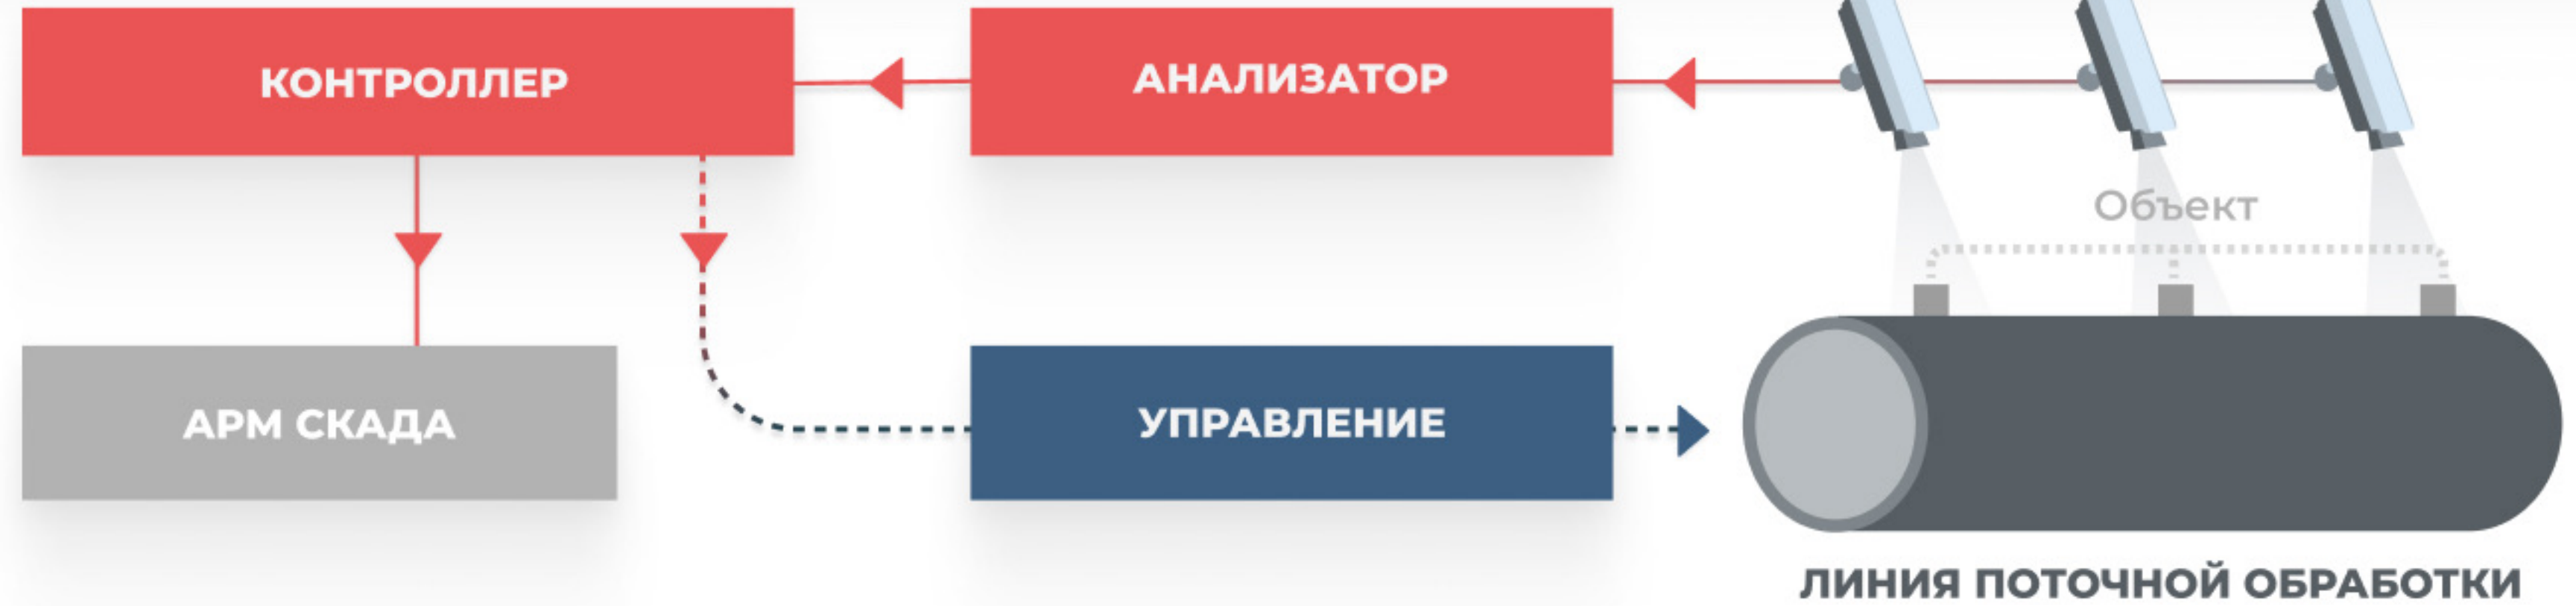 КОНТРОЛЛЕР
АНАЛИЗАТОР
Объект
АРМ СКАДА
УПРАВЛЕНИЕ
ЛИНИЯ ПОТОЧНОЙ ОБРАБОТКИ